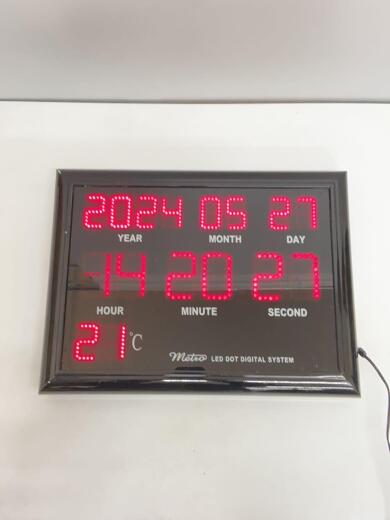 2024 05 27
YEAR MONTH DAY
14 20 27
HOUR MINUTE SECOND
21 °C
Metro LED DOT DIGITAL SYSTEM